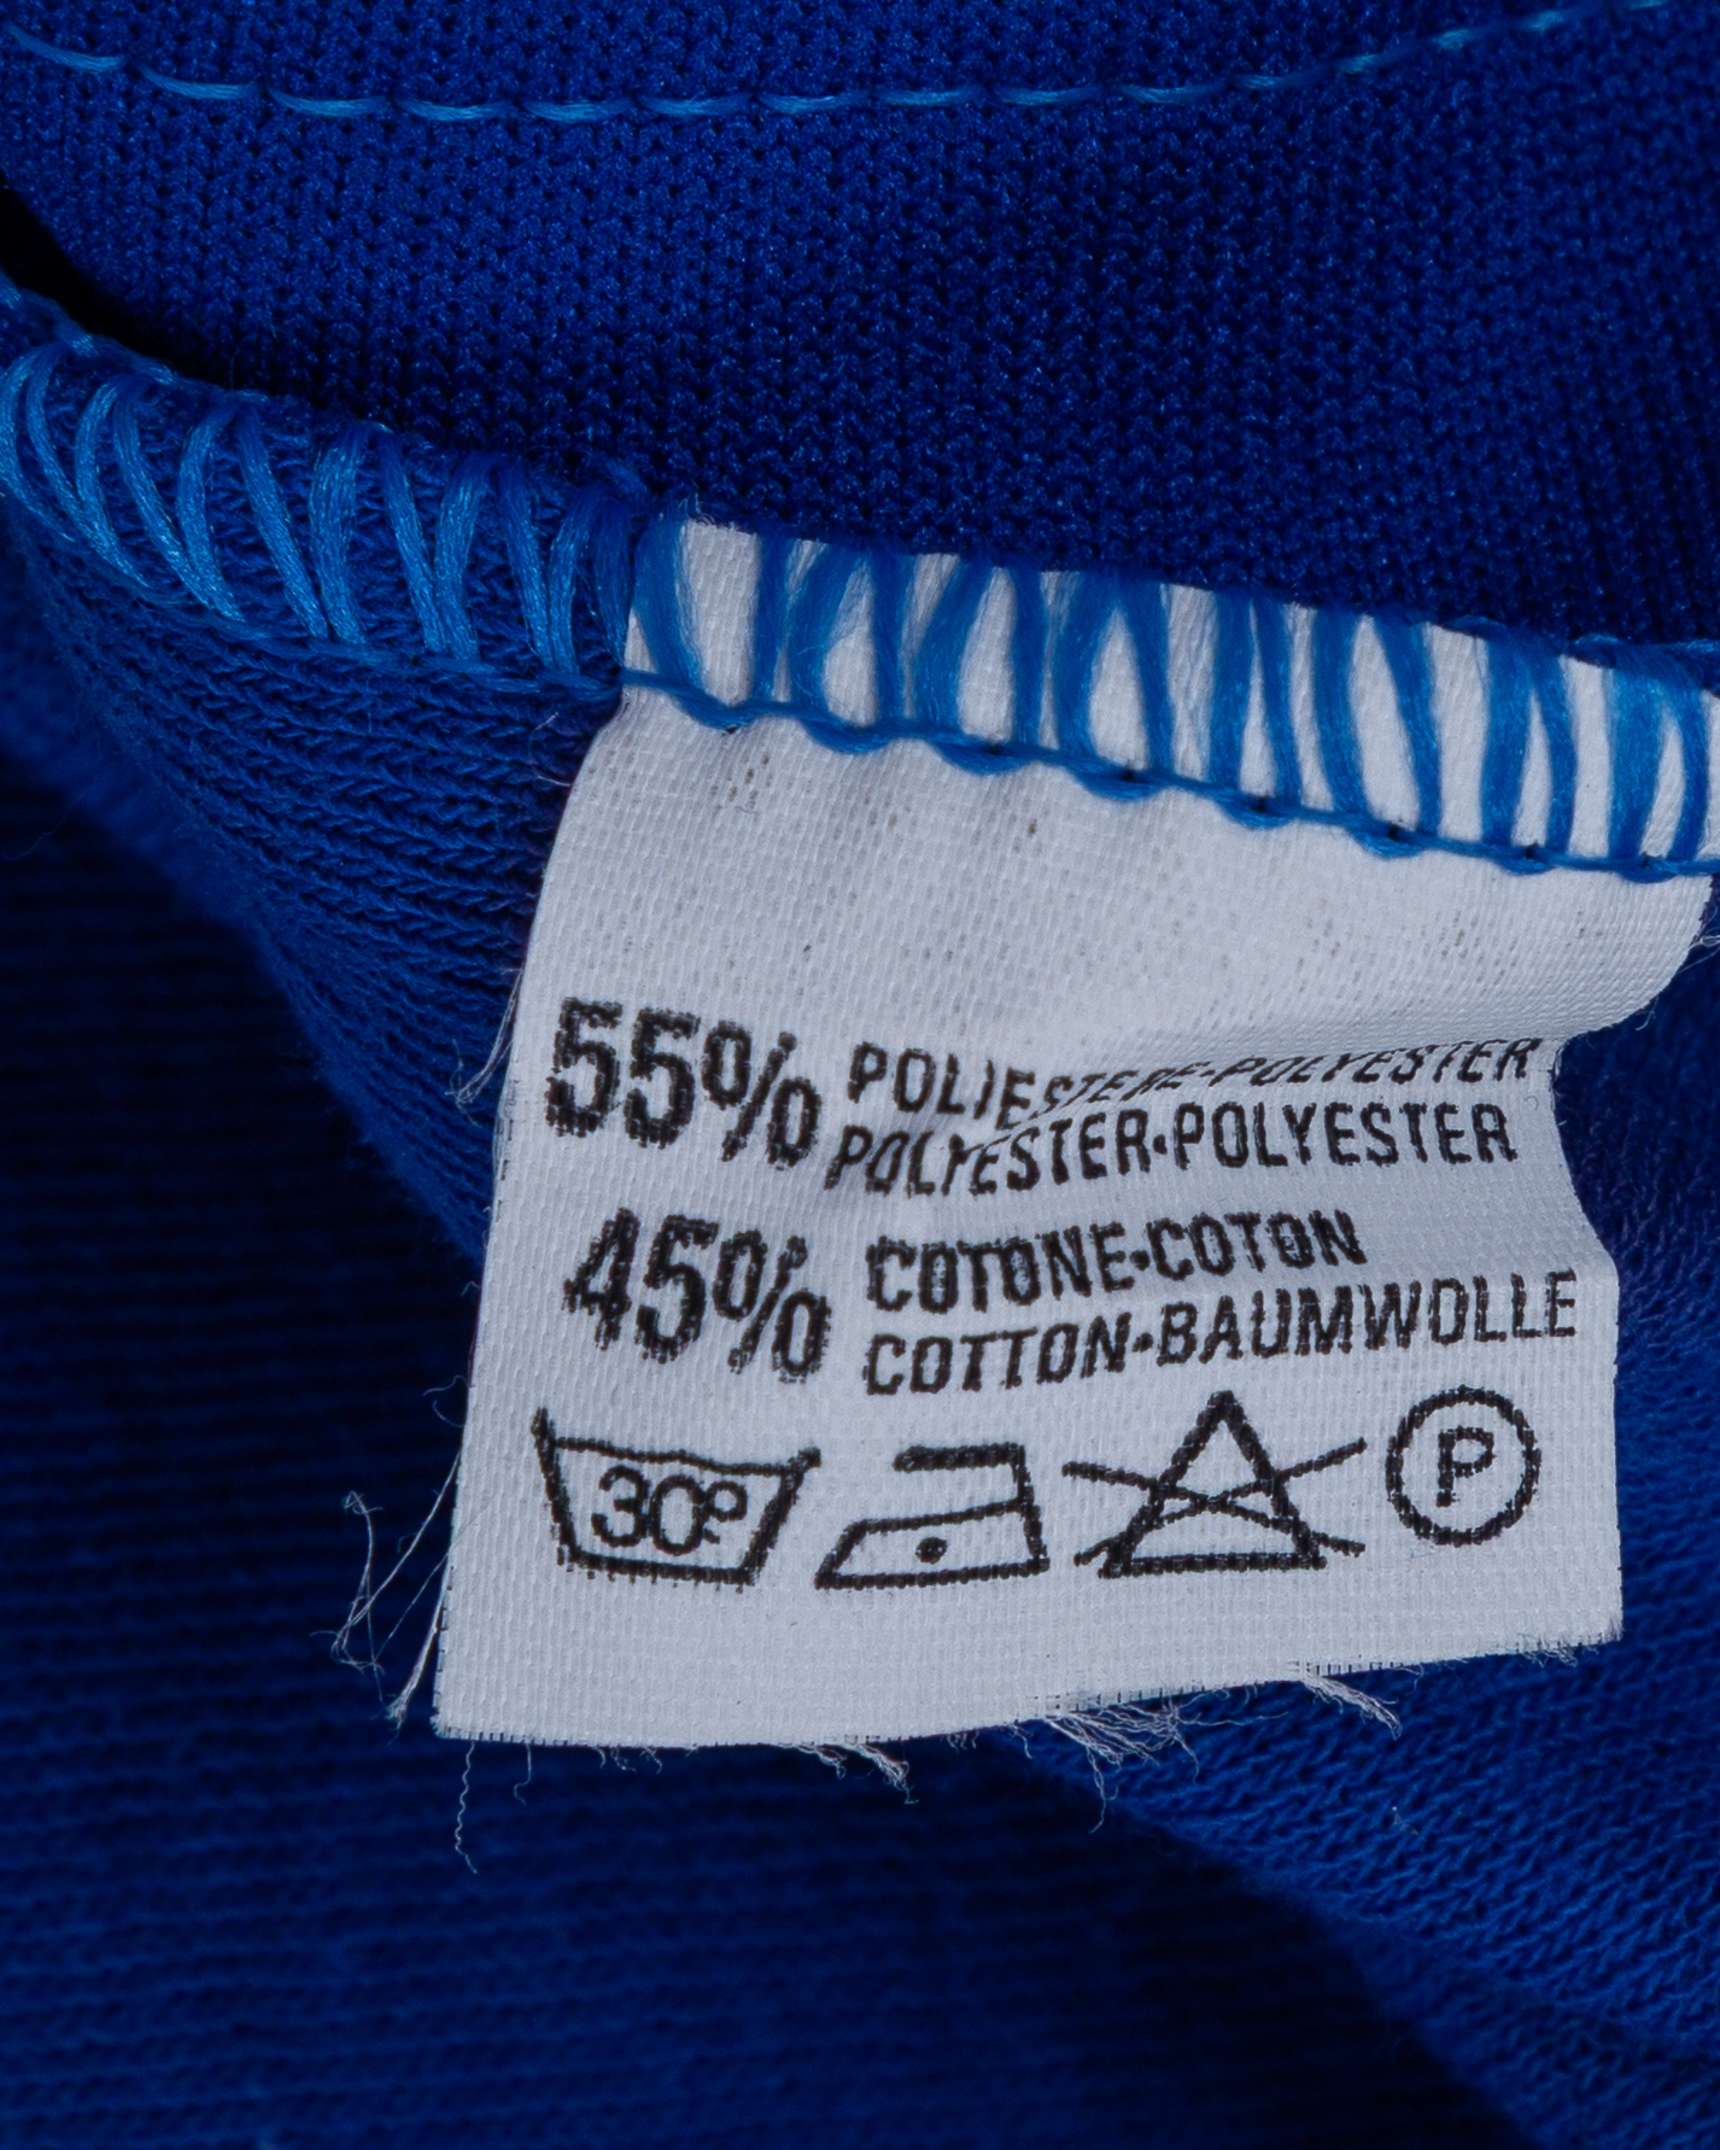 55% POLIESTERE-POLYESTER
POLYESTER•POLYESTER
45% COTONE•COTON
COTTON•BAUMWOLLE
30° P